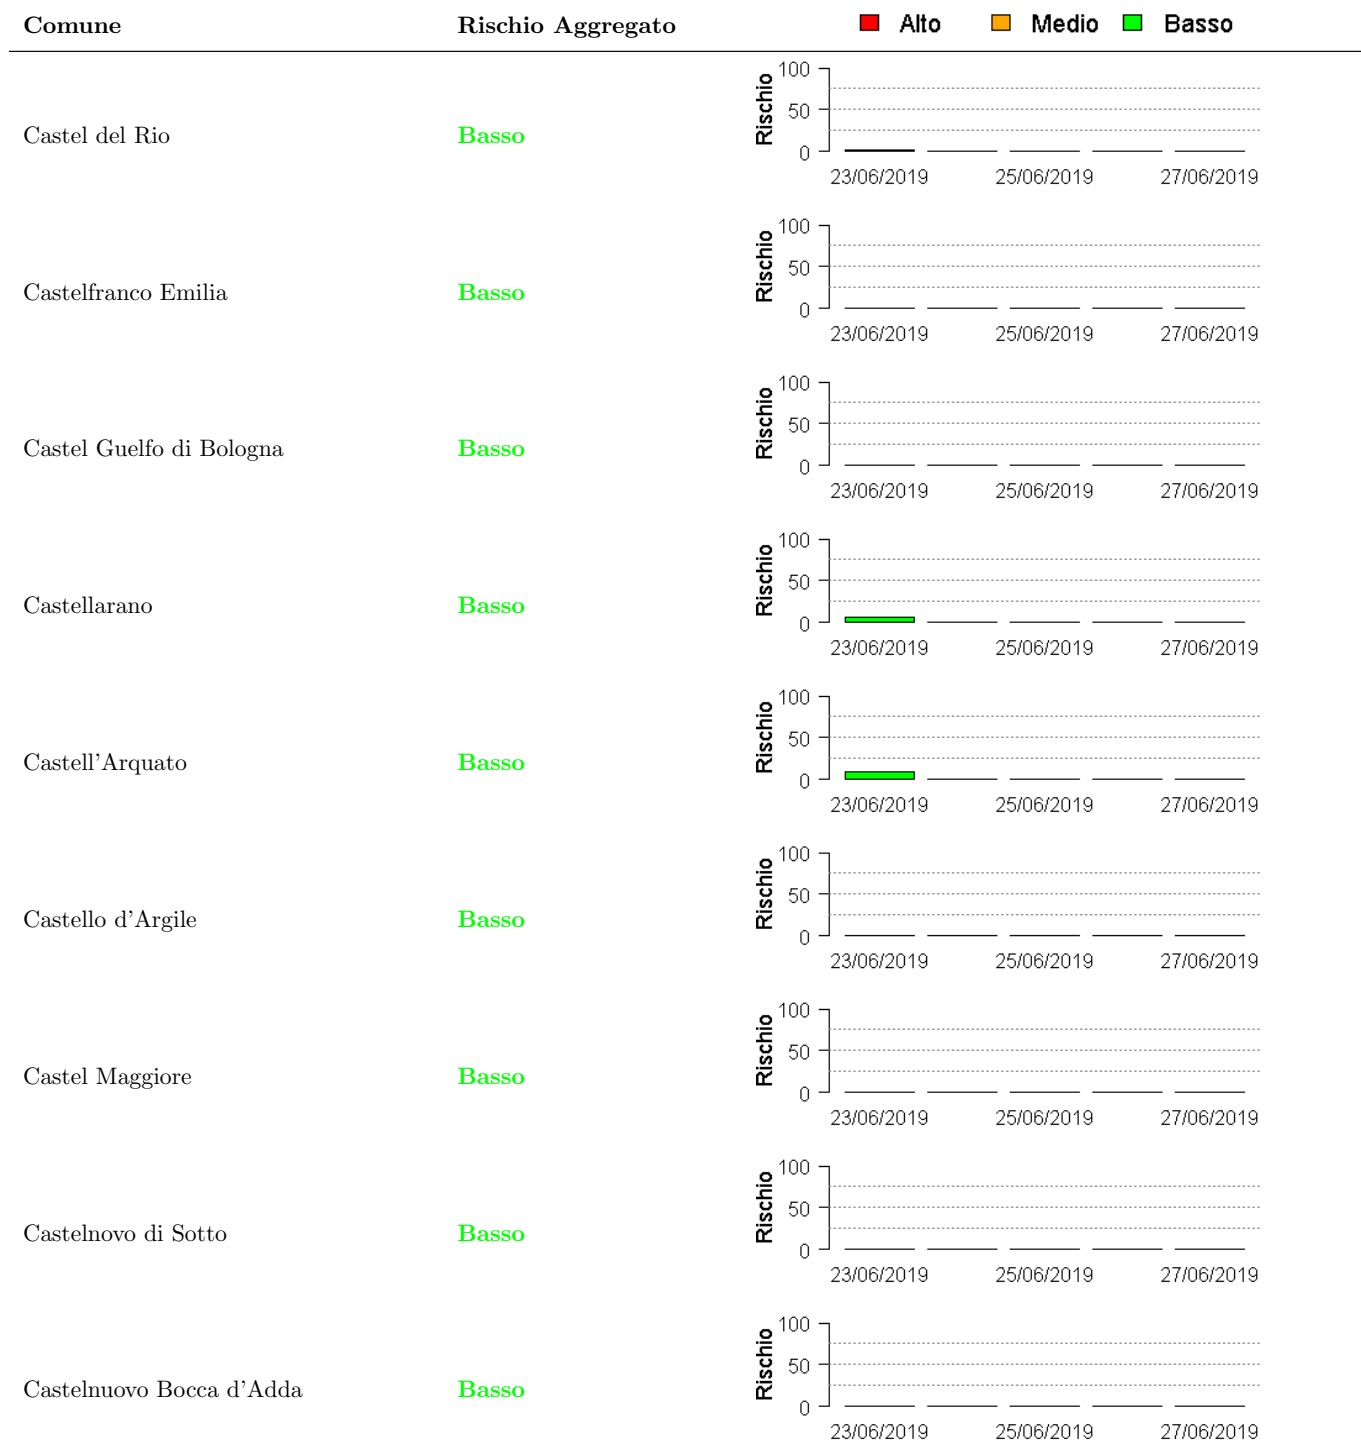 Comune Rischio Aggregato Alto Medio Basso
100
50
0
Rischio
Castel del Rio Basso
23/06/2019 25/06/2019 27/06/2019
100
50
0
Rischio
Castelfranco Emilia Basso
23/06/2019 25/06/2019 27/06/2019
100
50
0
Rischio
Castel Guelfo di Bologna Basso
23/06/2019 25/06/2019 27/06/2019
100
50
0
Rischio
Castellarano Basso
23/06/2019 25/06/2019 27/06/2019
100
50
0
Rischio
Castell'Arquato Basso
23/06/2019 25/06/2019 27/06/2019
100
50
0
Rischio
Castello d'Argile Basso
23/06/2019 25/06/2019 27/06/2019
100
50
0
Rischio
Castel Maggiore Basso
23/06/2019 25/06/2019 27/06/2019
100
50
0
Rischio
Castelnovo di Sotto Basso
23/06/2019 25/06/2019 27/06/2019
100
50
0
Rischio
Castelnuovo Bocca d'Adda Basso
23/06/2019 25/06/2019 27/06/2019